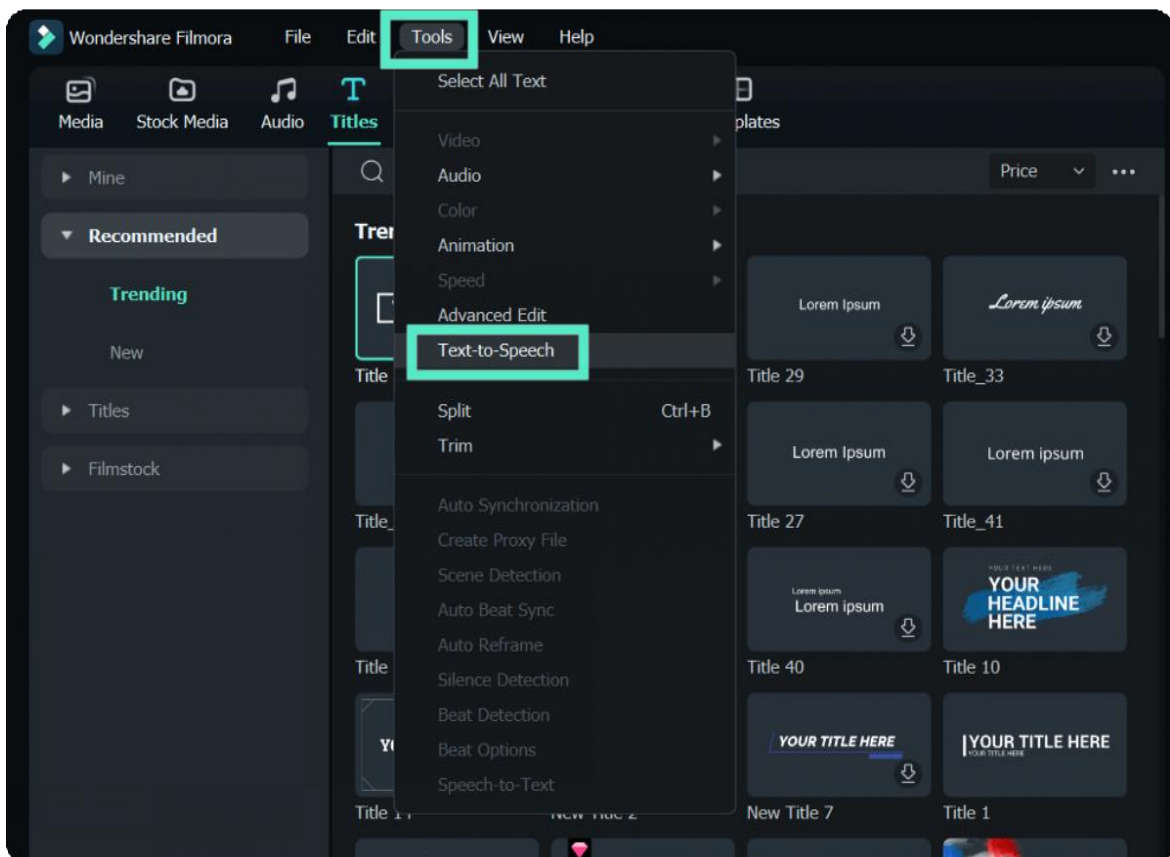 Wondershare Filmora File Edit Tools View Help
Media Stock Media Audio Titles plates
Select All Text
Video
Audio
Color
Animation
Speed
Advanced Edit
Text-to-Speech
Split Ctrl+B
Trim
Auto Synchronization
Create Proxy File
Scene Detection
Auto Beat Sync
Auto Reframe
Silence Detection
Beat Detection
Beat Options
Speech-to-Text
Mine
Recommended
Trending
New
Titles
Filmstock
Price
Lorem Ipsum
Lorem ipsum
Title
Title 29
Title_33
Lorem Ipsum
Lorem ipsum
Title_
Title 27
Title_41
Lorem ipsum
Lorem ipsum
YOUR TEXT HERE
YOUR
HEADLINE
HERE
Title
Title 40
Title 10
YOUR TITLE HERE
YOUR TITLE HERE
YOUR TITLE HERE
Title 14
New Title 2
New Title 7
Title 1